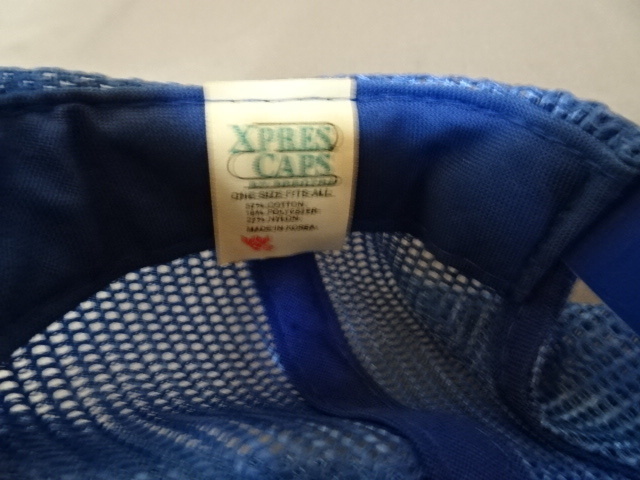 XPRES
CAPS
ONE SIZE FITS ALL
COTTON
POLYESTER
NYLON
MADE IN KOREA